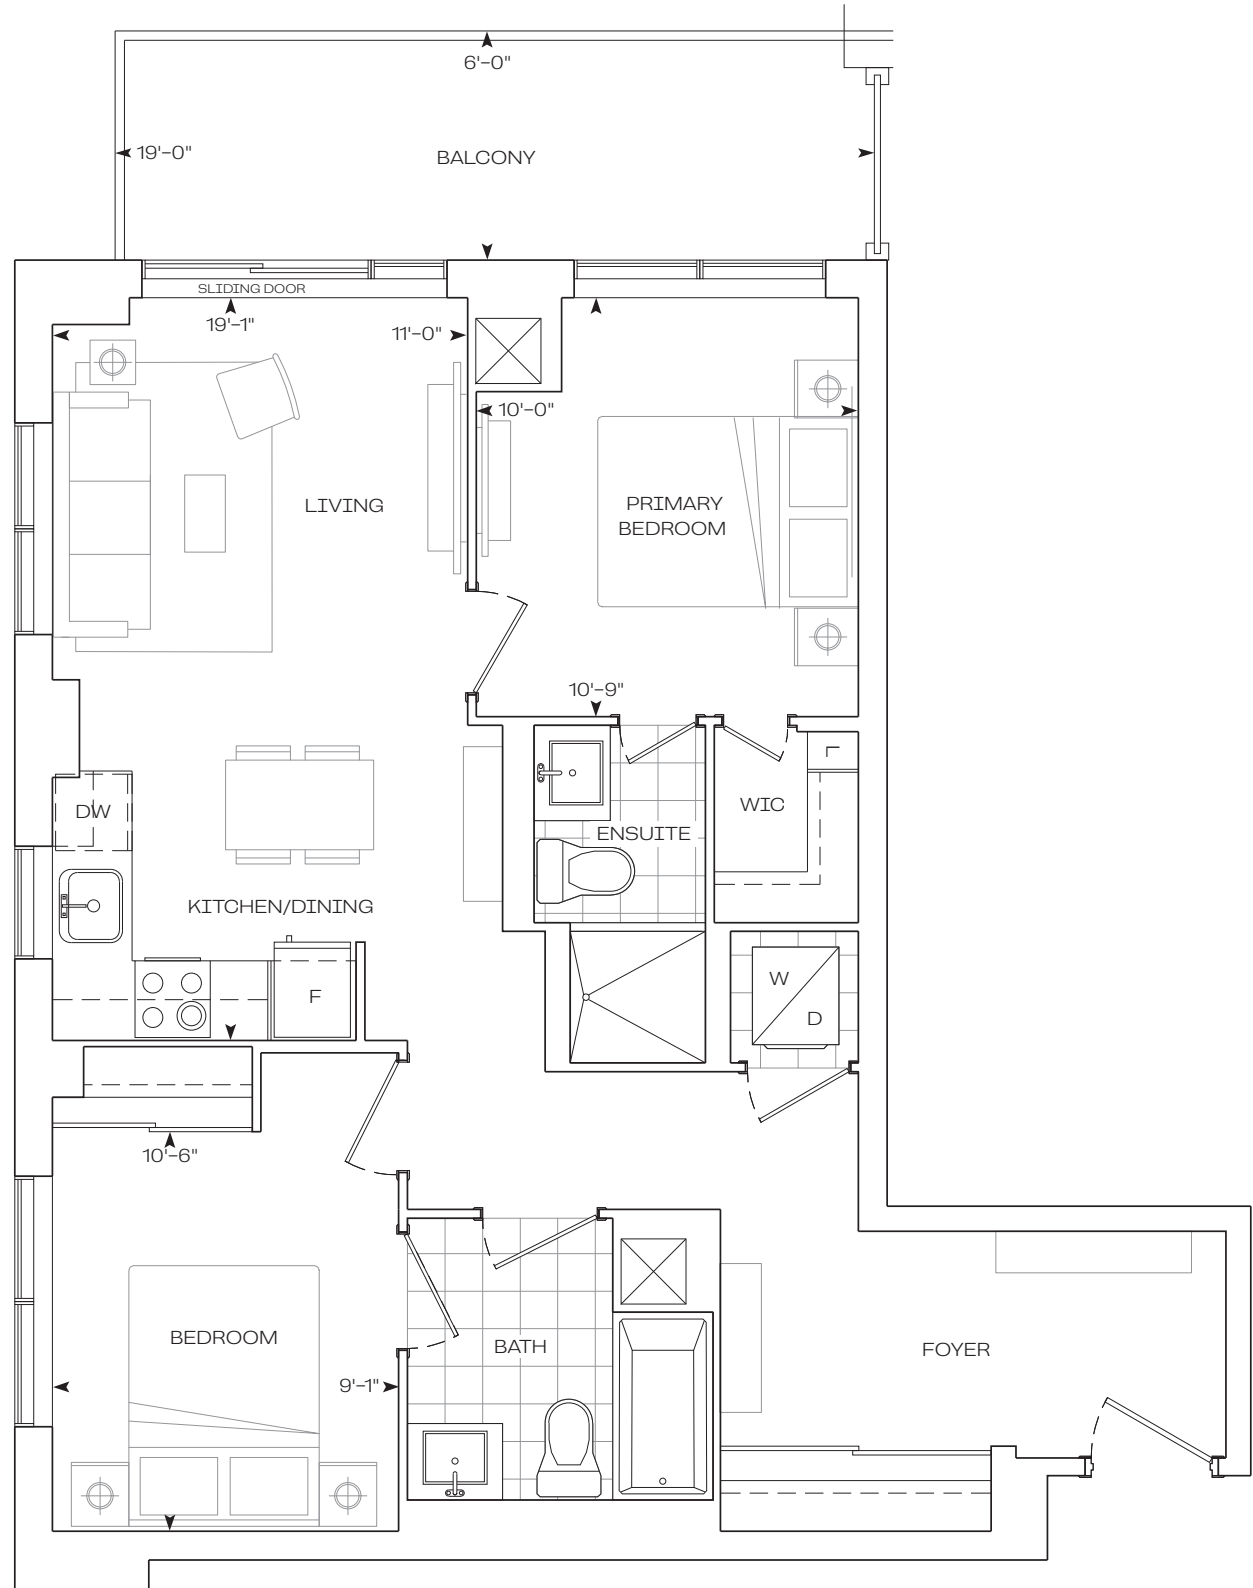 6'-0"
19'-0"
BALCONY
SLIDING DOOR
19'-1"
11'-0"
10'-0"
LIVING
PRIMARY
BEDROOM
10'-9"
L
DW
WIC
ENSUITE
KITCHEN/DINING
W
F
D
10'-6"
BEDROOM
BATH
FOYER
9'-1"